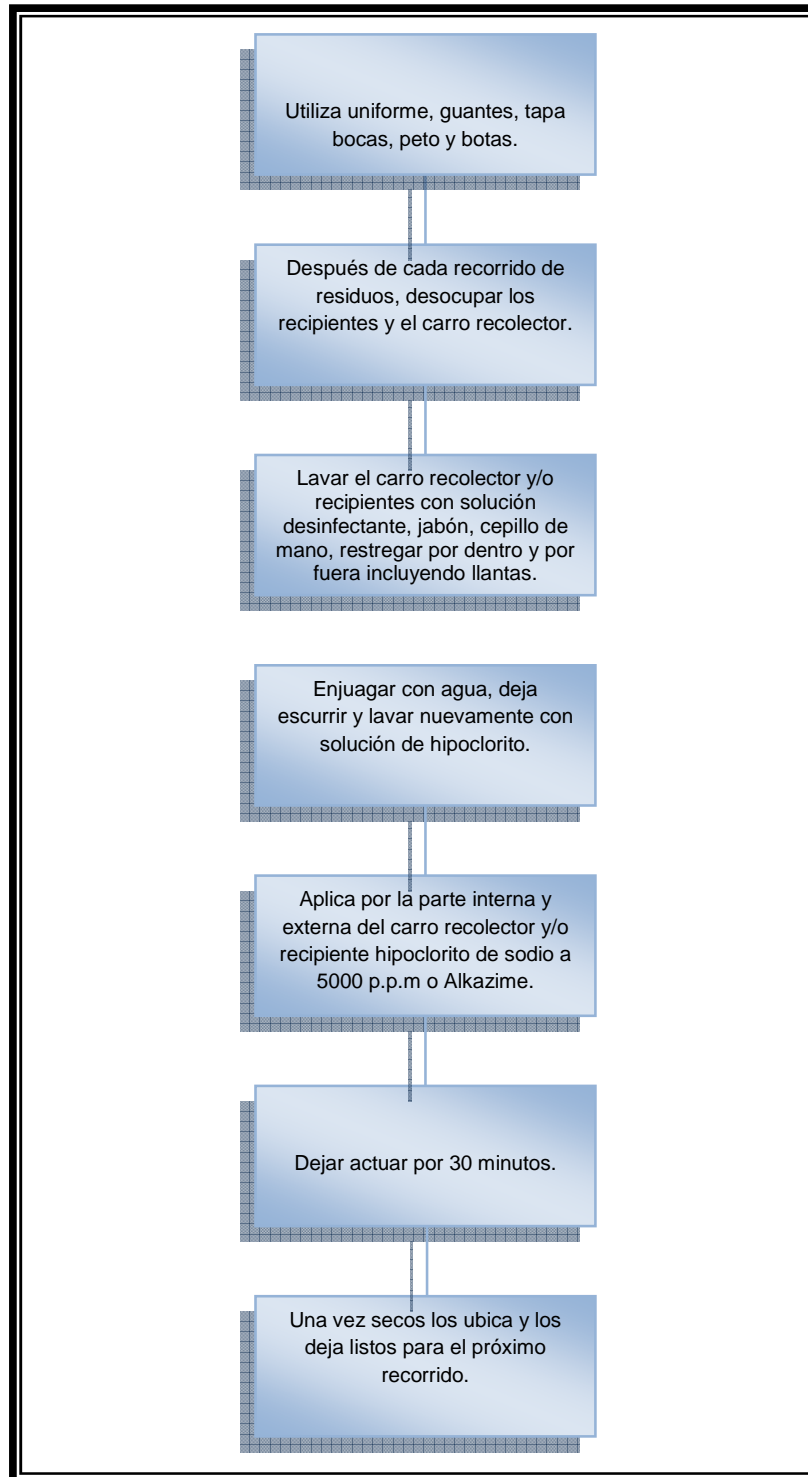 Utiliza uniforme, guantes, tapa
bocas, peto y botas.
Después de cada recorrido de
residuos, desocupar los
recipientes y el carro recolector.
Lavar el carro recolector y/o
recipientes con solución
desinfectante, jabón, cepillo de
mano, restregar por dentro y por
fuera incluyendo llantas.
Enjuagar con agua, deja
escurrir y lavar nuevamente con
solución de hipoclorito.
Aplica por la parte interna y
externa del carro recolector y/o
recipiente hipoclorito de sodio a
5000 p.p.m o Alkazime.
Dejar actuar por 30 minutos.
Una vez secos los ubica y los
deja listos para el próximo
recorrido.